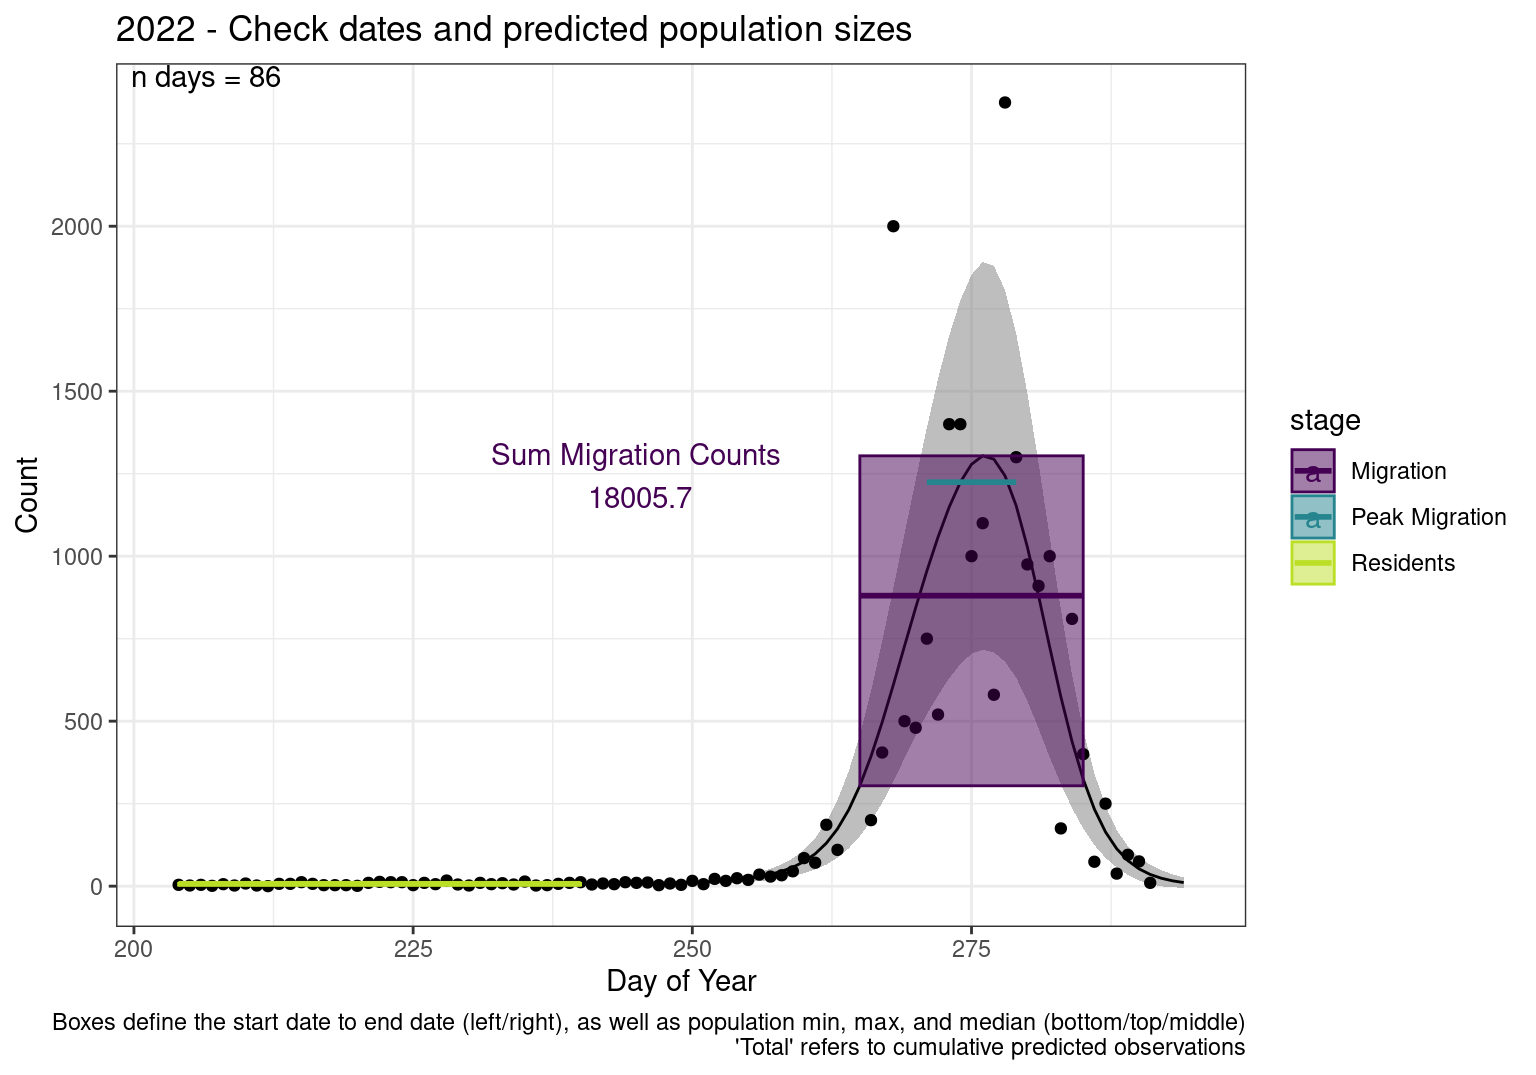 2022 - Check dates and predicted population sizes
n days = 86
Count
2000
1500
1000
500
0
Sum Migration Counts
18005.7
200
225
250
275
Day of Year
stage
a Migration
a Peak Migration
Residents
Boxes define the start date to end date (left/right), as well as population min, max, and median (bottom/top/middle)
'Total' refers to cumulative predicted observations